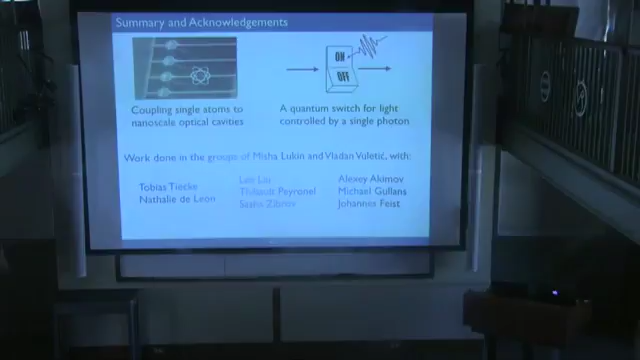 Summary and Acknowledgements
ON
OFF
Coupling single atoms to
nanoscale optical cavities
A quantum switch for light
controlled by a single photon
Work done in the groups of Misha Lukin and Vladan Vuletić, with:
Tobias Tiecke
Nathalie de Leon
Lee Liu
Thibault Peyronel
Sasha Zibrov
Alexey Akimov
Michael Gullans
Johannes Feist